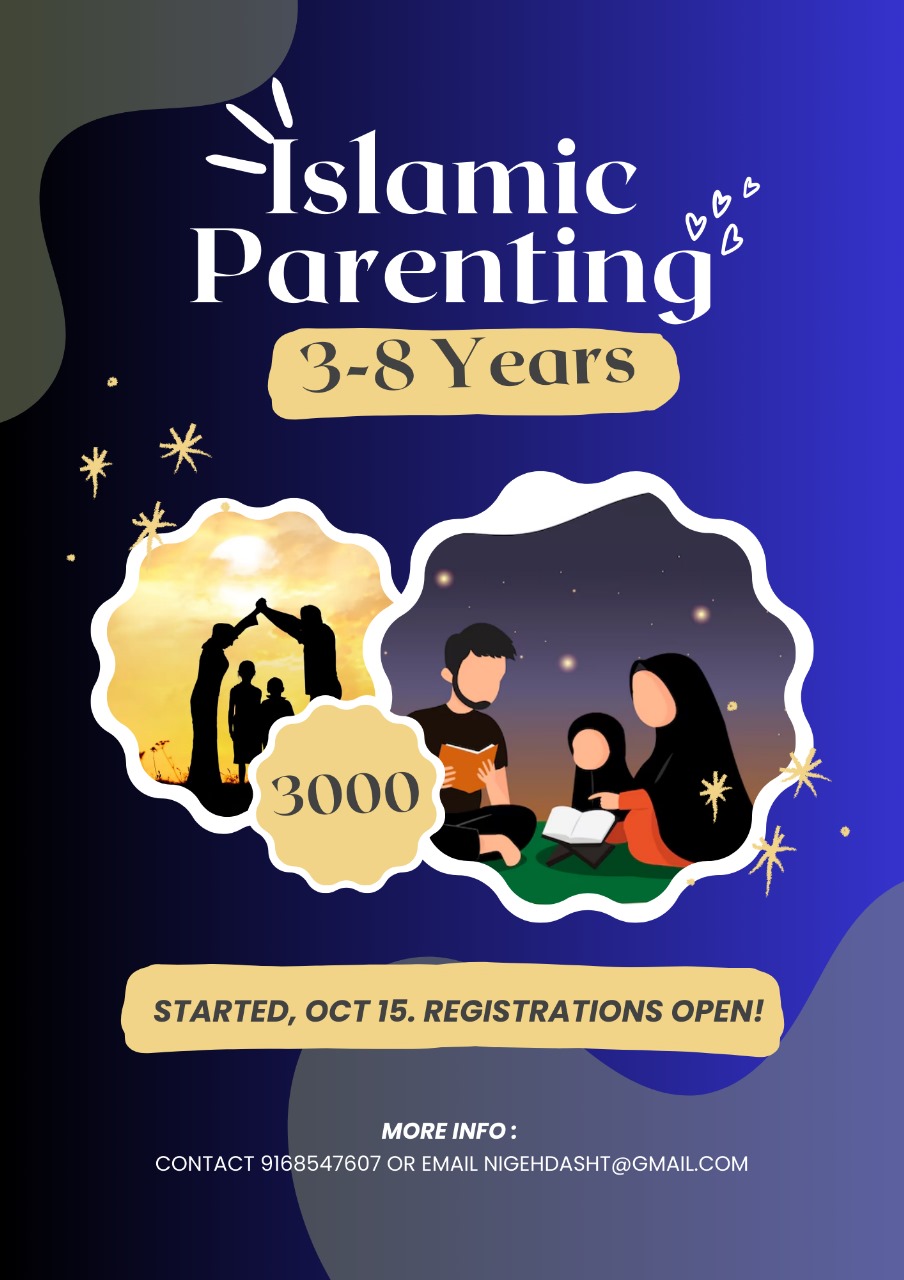 Islamic
Parenting
3-8 Years
3000
STARTED, OCT 15. REGISTRATIONS OPEN!
MORE INFO :
CONTACT 9168547607 OR EMAIL NIGEHDASHT@GMAIL.COM